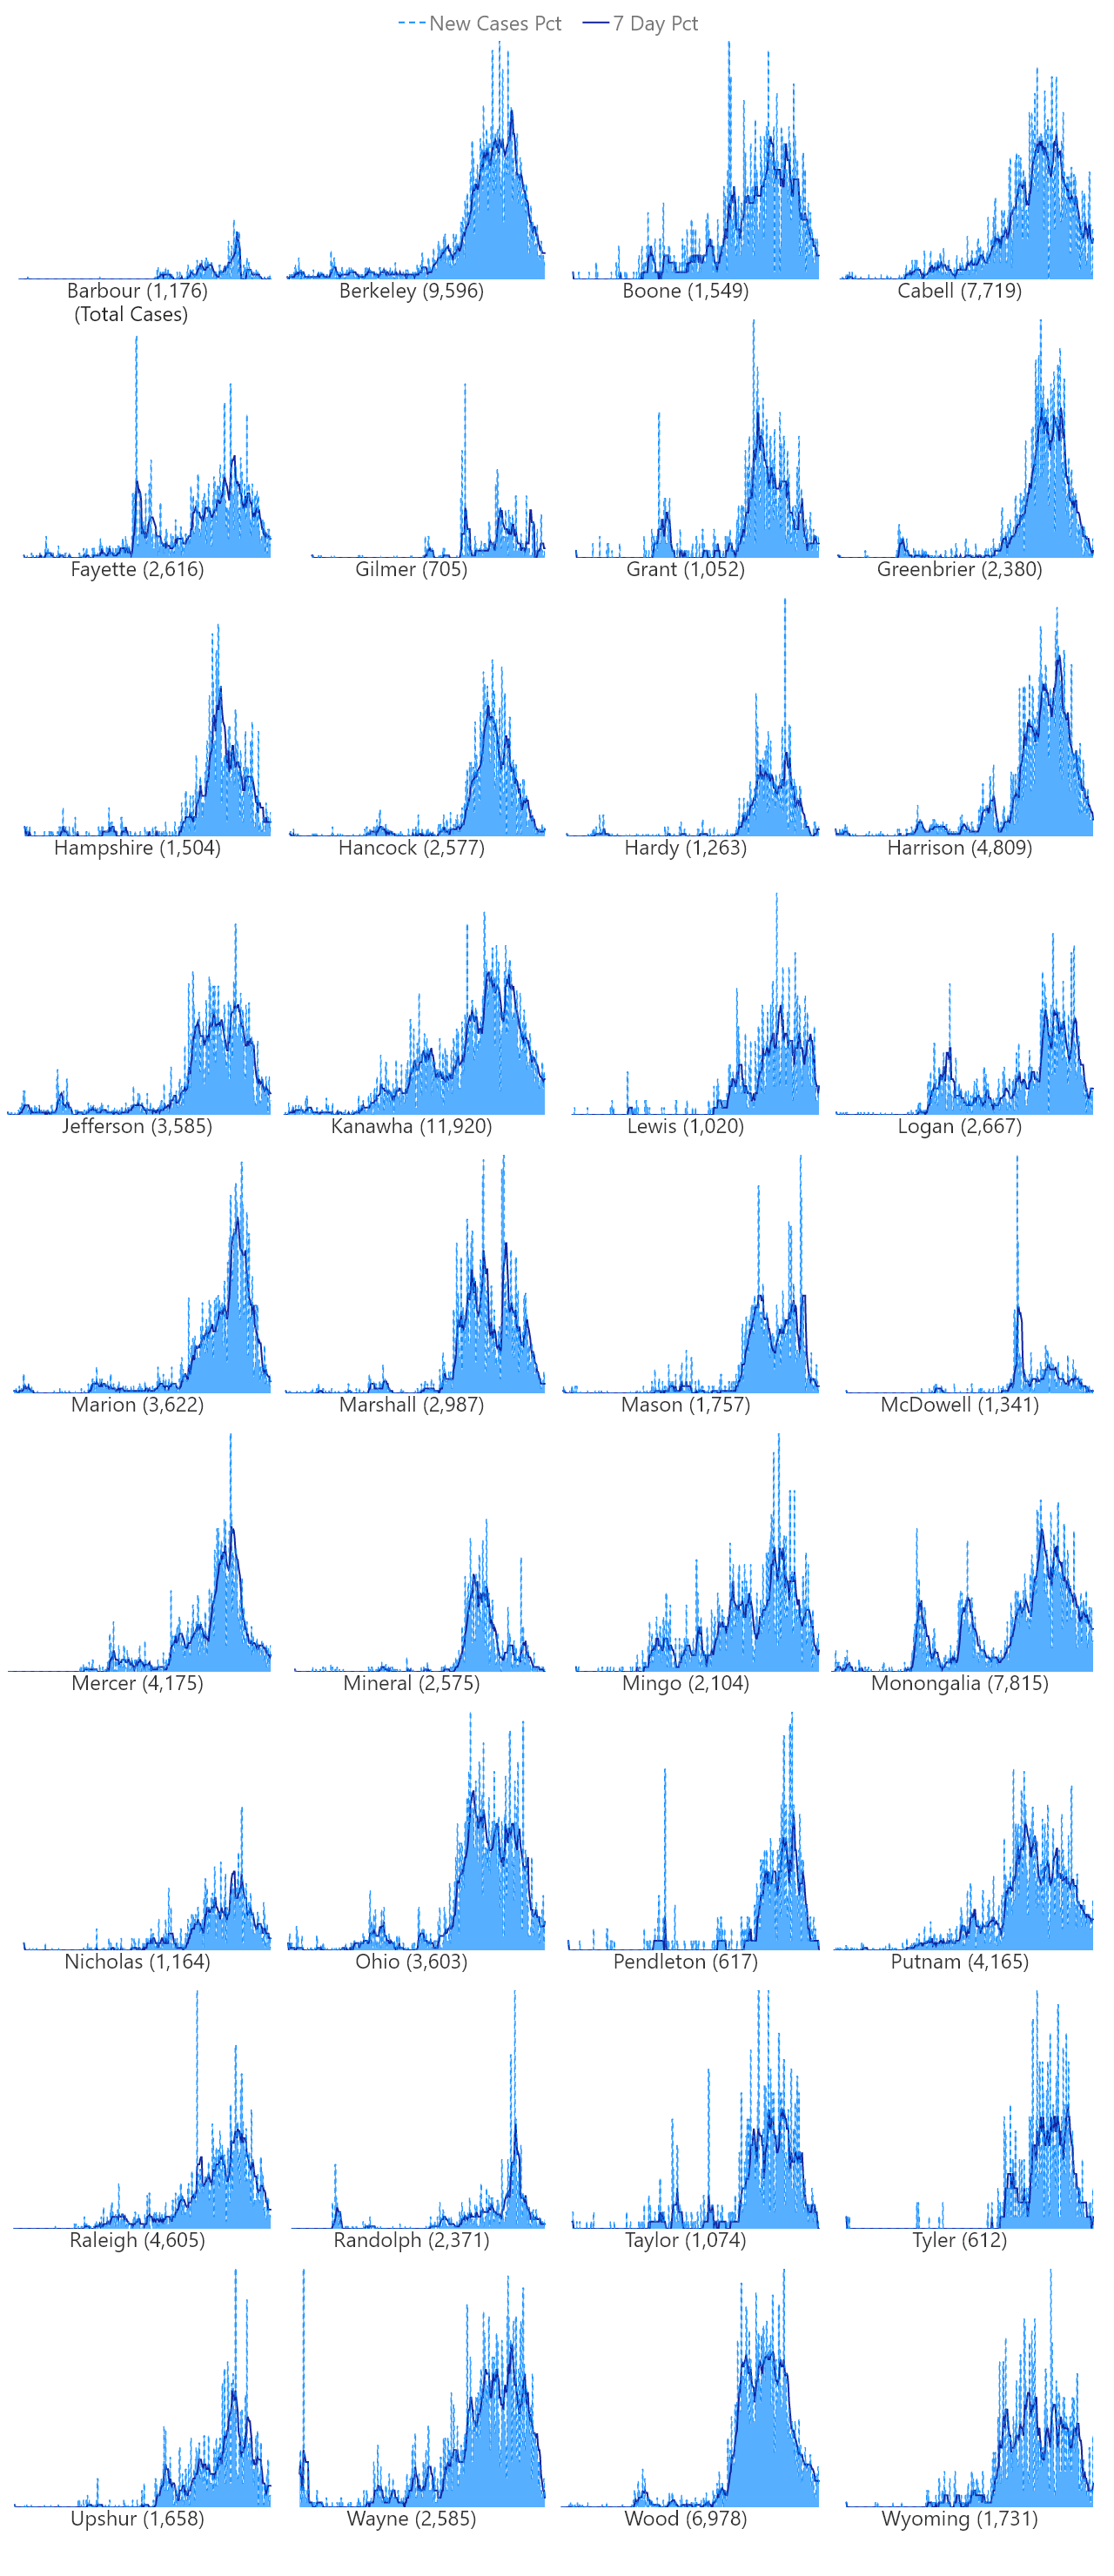 New Cases Pct 7 Day Pct
Barbour (1,176) Berkeley (9,596) Boone (1,549) Cabell (7,719)
(Total Cases)
Fayette (2,616) Gilmer (705) Grant (1,052) Greenbrier (2,380)
Hampshire (1,504) Hancock (2,577) Hardy (1,263) Harrison (4,809)
Jefferson (3,585) Kanawha (11,920) Lewis (1,020) Logan (2,667)
Marion (3,622) Marshall (2,987) Mason (1,757) McDowell (1,341)
Mercer (4,175) Mineral (2,575) Mingo (2,104) Monongalia (7,815)
Nicholas (1,164) Ohio (3,603) Pendleton (617) Putnam (4,165)
Raleigh (4,605) Randolph (2,371) Taylor (1,074) Tyler (612)
Upshur (1,658) Wayne (2,585) Wood (6,978) Wyoming (1,731)